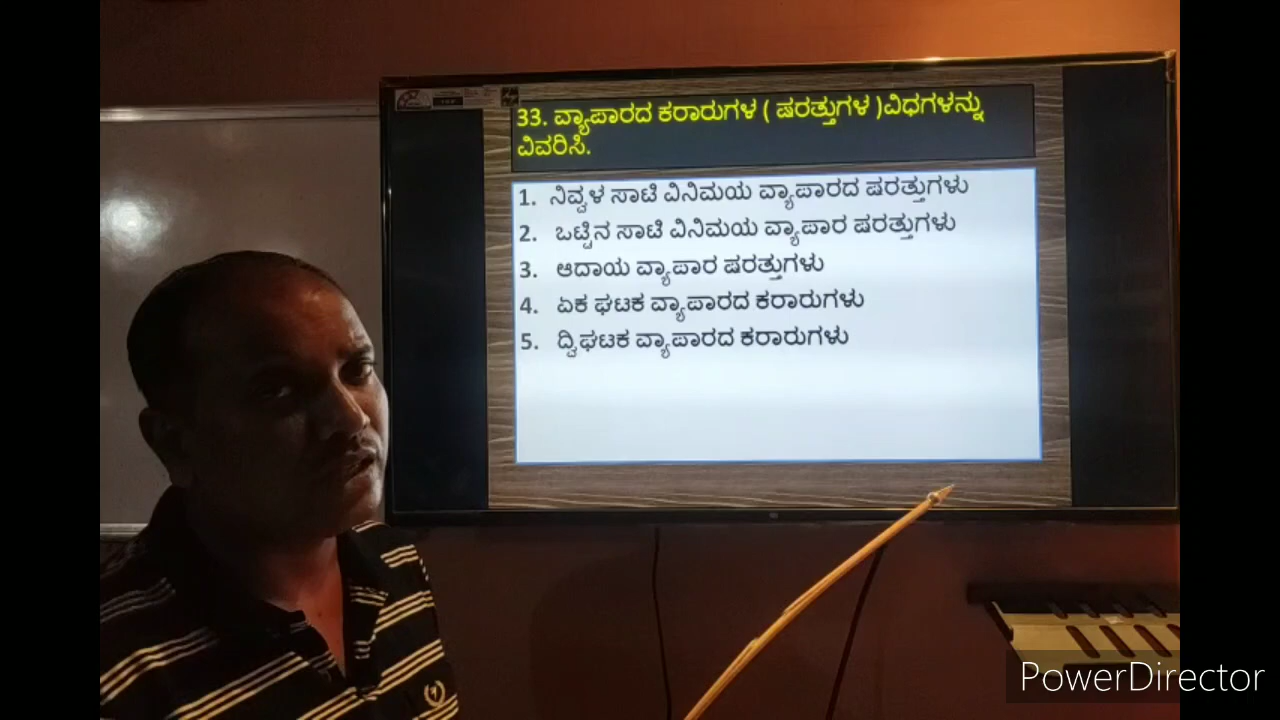 33. ವ್ಯಾಪಾರದ ಕರಾರುಗಳ ( ಷರತ್ತುಗಳ )ವಿಧಗಳನ್ನು
ವಿವರಿಸಿ.
1. ನಿವ್ವಳ ಸಾಟಿ ವಿನಿಮಯ ವ್ಯಾಪಾರದ ಷರತ್ತುಗಳು
2. ಒಟ್ಟಿನ ಸಾಟಿ ವಿನಿಮಯ ವ್ಯಾಪಾರ ಷರತ್ತುಗಳು
3. ಆದಾಯ ವ್ಯಾಪಾರ ಷರತ್ತುಗಳು
4. ಏಕ ಘಟಕ ವ್ಯಾಪಾರದ ಕರಾರುಗಳು
5. ದ್ವಿಘಟಕ ವ್ಯಾಪಾರದ ಕರಾರುಗಳು
PowerDirector